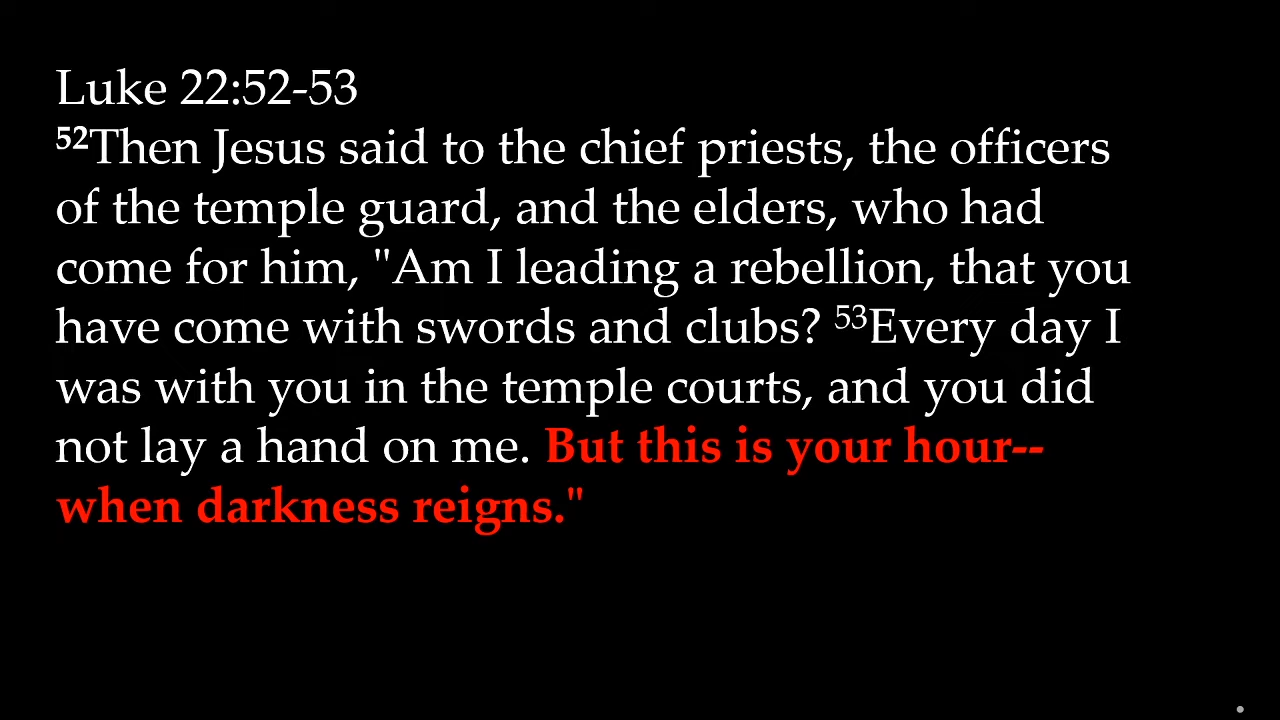 Luke 22:52-53
52Then Jesus said to the chief priests, the officers
of the temple guard, and the elders, who had
come for him, "Am I leading a rebellion, that you
have come with swords and clubs? 53Every day I
was with you in the temple courts, and you did
not lay a hand on me. But this is your hour--
when darkness reigns."